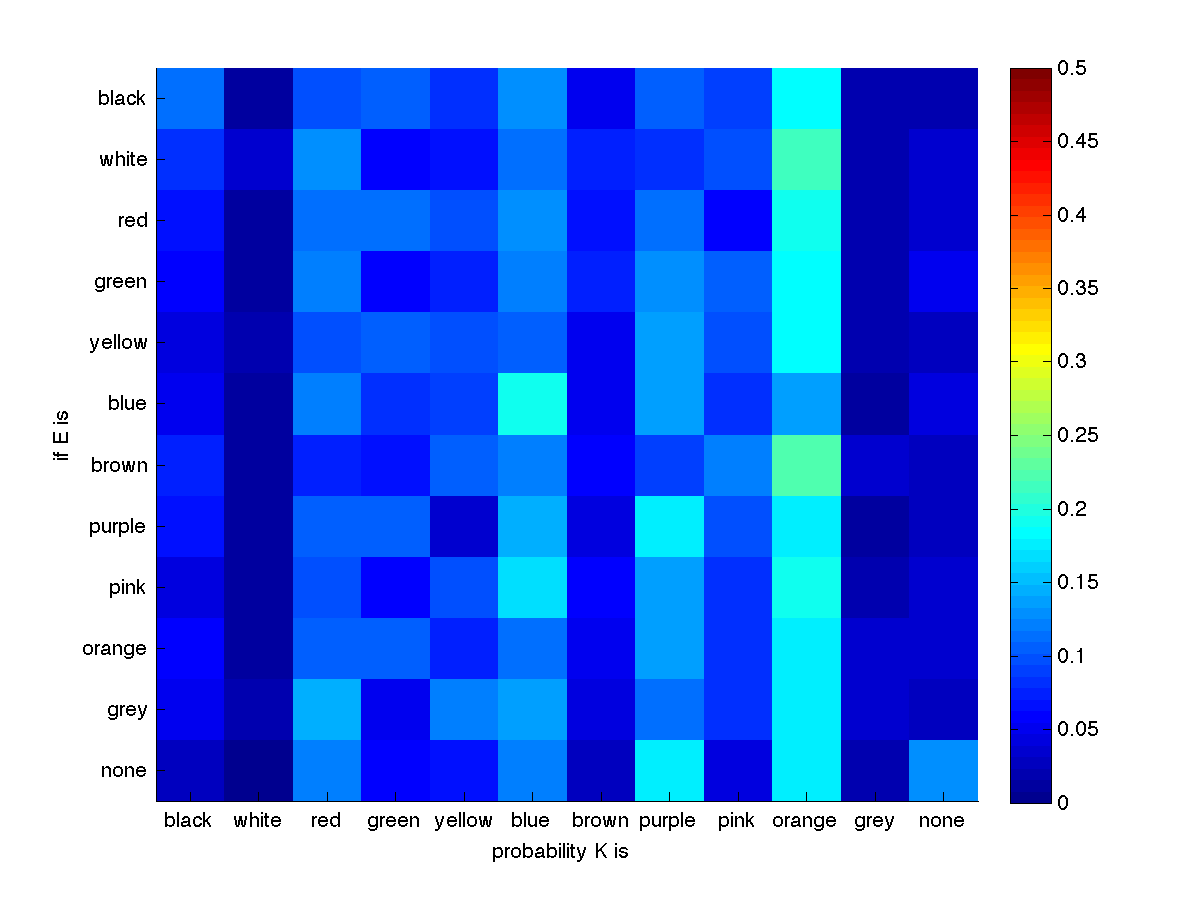 0.5
black
0.45
white
0.4
red
0.35
green
0.3
yellow
0.25
blue
if E is
brown
0.2
purple
0.15
pink
0.1
orange
0.05
grey
none
0
black white red green yellow blue brown purple pink orange grey none
probability K is